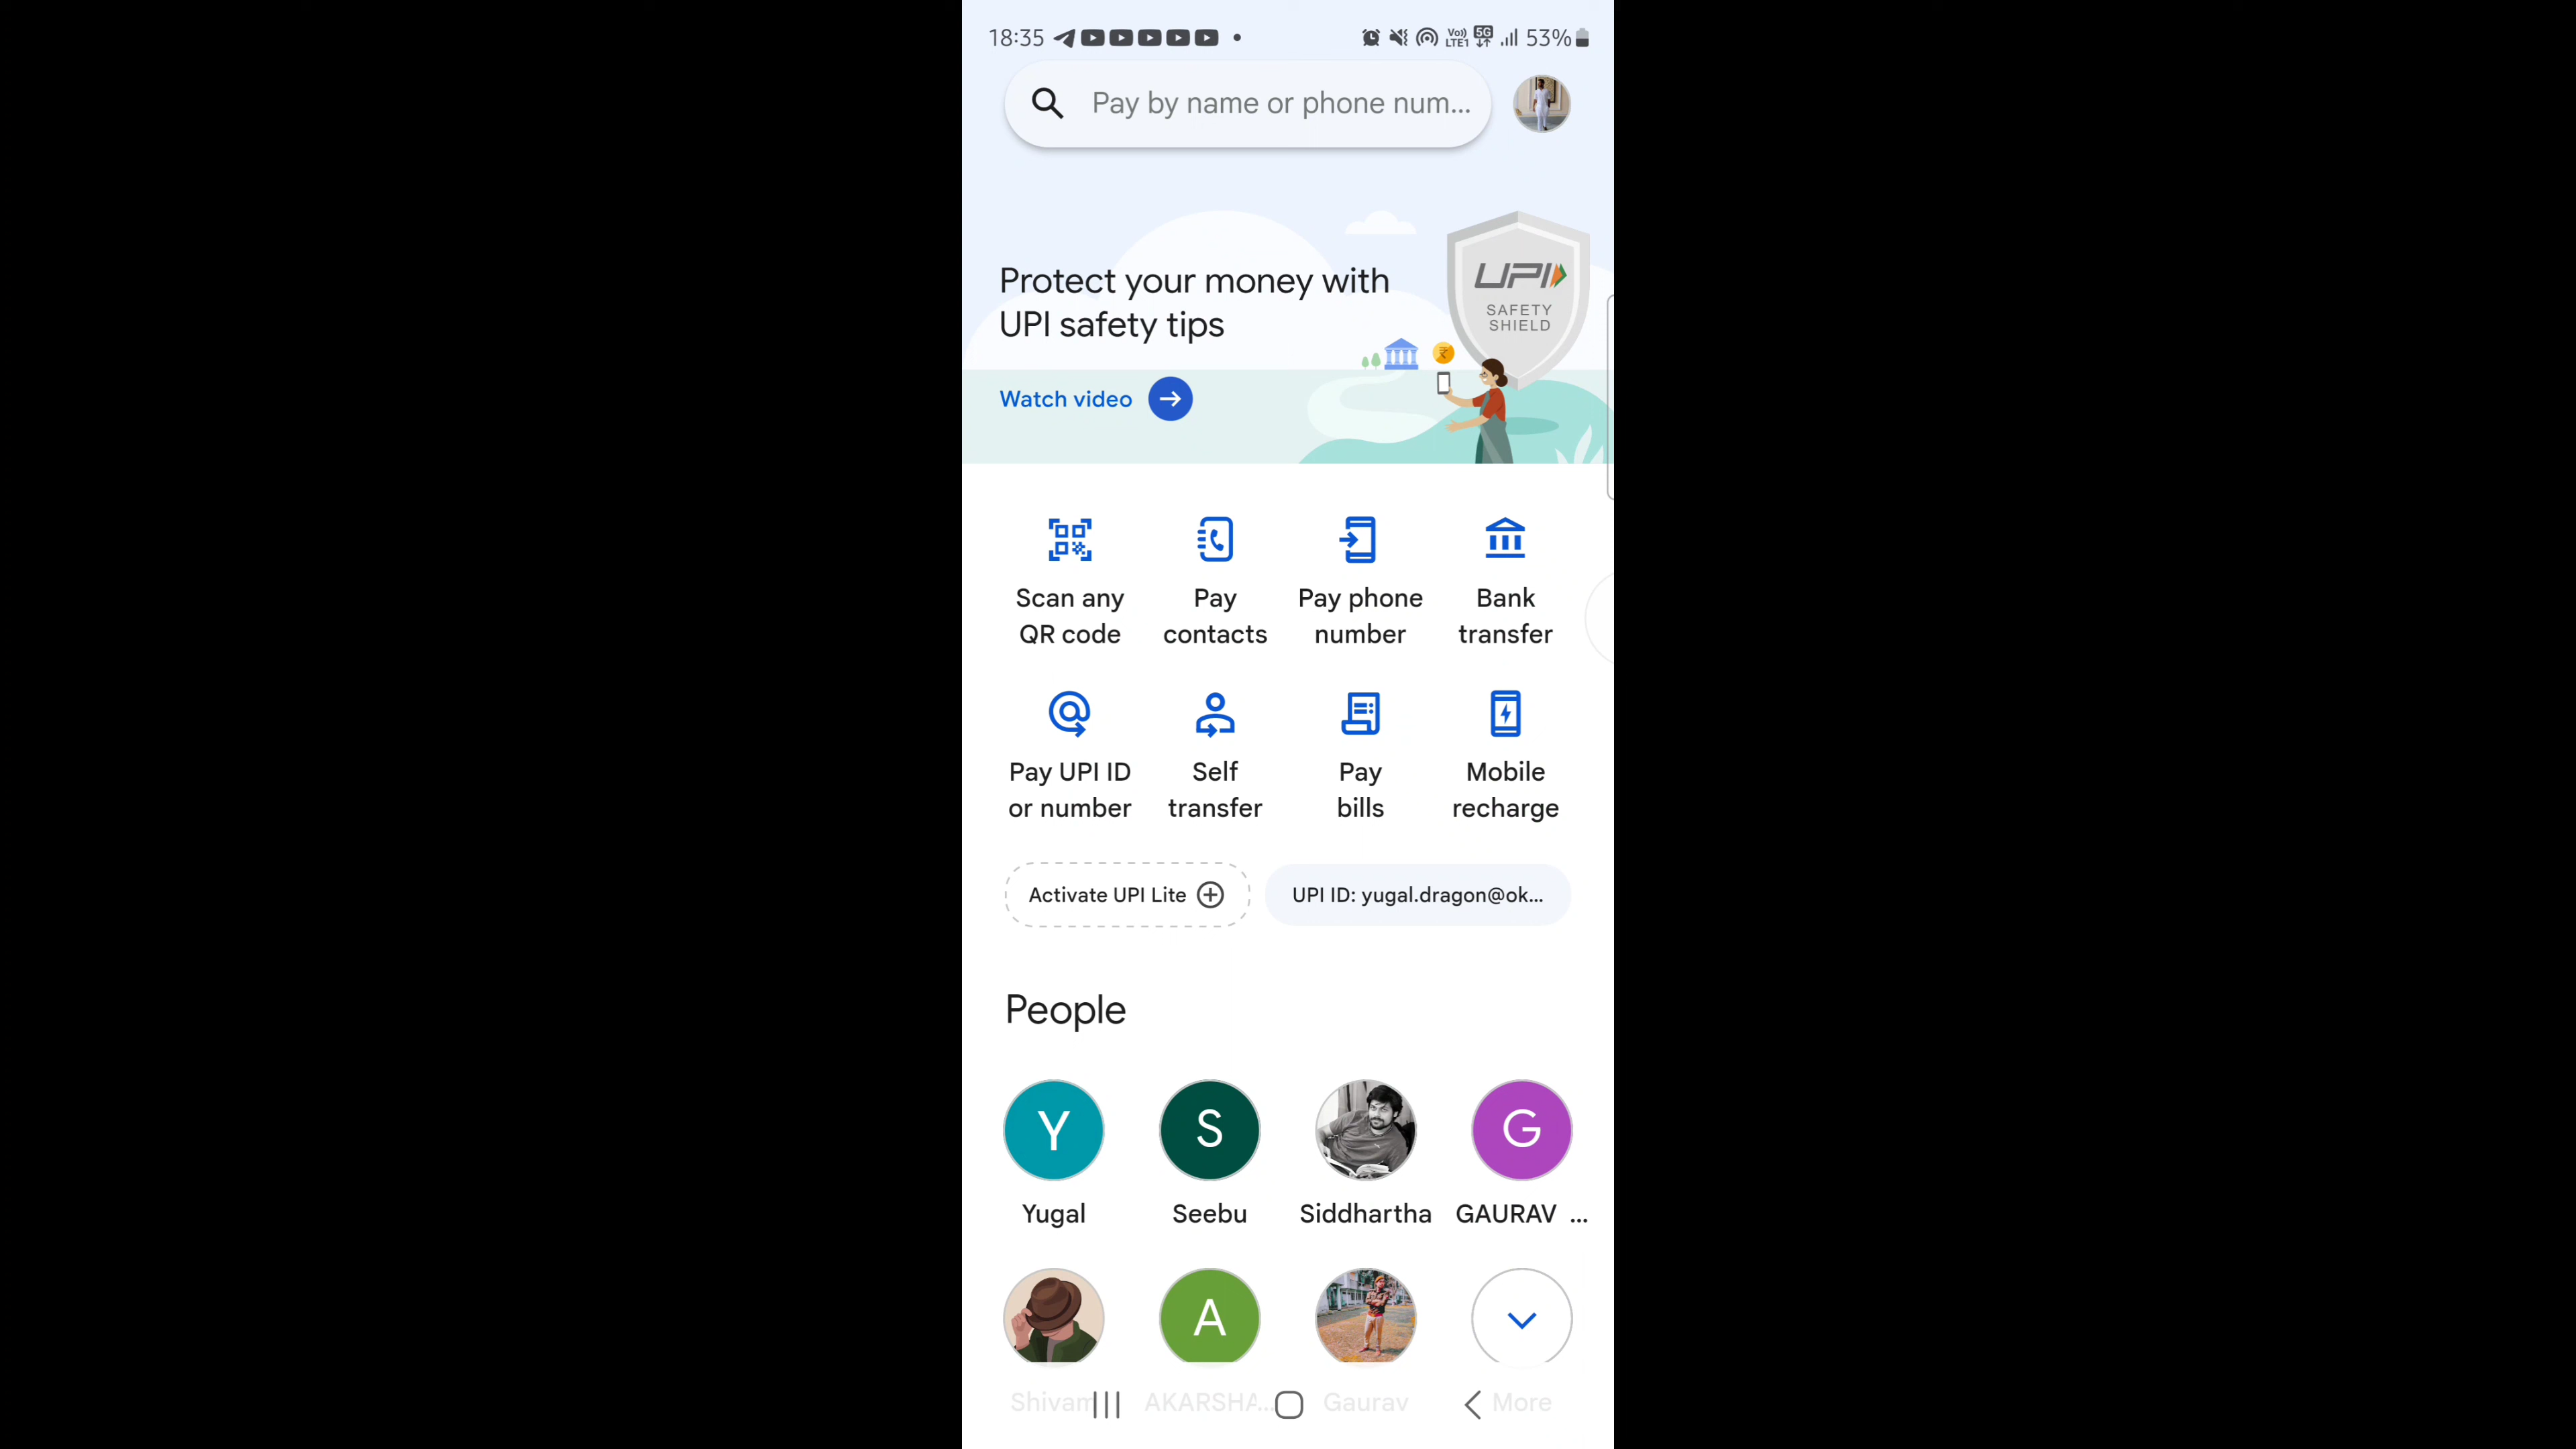 18:35 53%
Pay by name or phone num...
Protect your money with
UPI safety tips
UPI
SAFETY
SHIELD
Watch video
Scan any
QR code
Pay
contacts
Pay phone
number
Bank
transfer
Pay UPI ID
or number
Self
transfer
Pay
bills
Mobile
recharge
Activate UPI Lite
UPI ID: yugal.dragon@ok...
People
Y S G
Yugal Seebu Siddhartha GAURAV ...
A
Shivam AKARSHA... Gaurav More